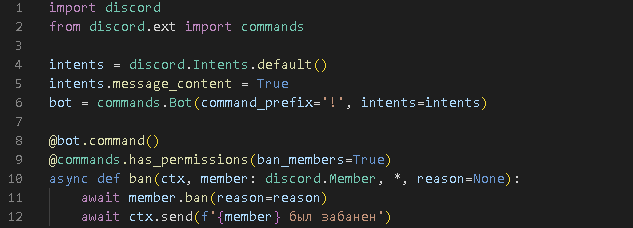 1 import discord
2 from discord.ext import commands
3
4 intents = discord.Intents.default()
5 intents.message_content = True
6 bot = commands.Bot(command_prefix='!', intents=intents)
7
8 @bot.command()
9 @commands.has_permissions(ban_members=True)
10 async def ban(ctx, member: discord.Member, *, reason=None):
11     await member.ban(reason=reason)
12     await ctx.send(f'{member} был забанен')